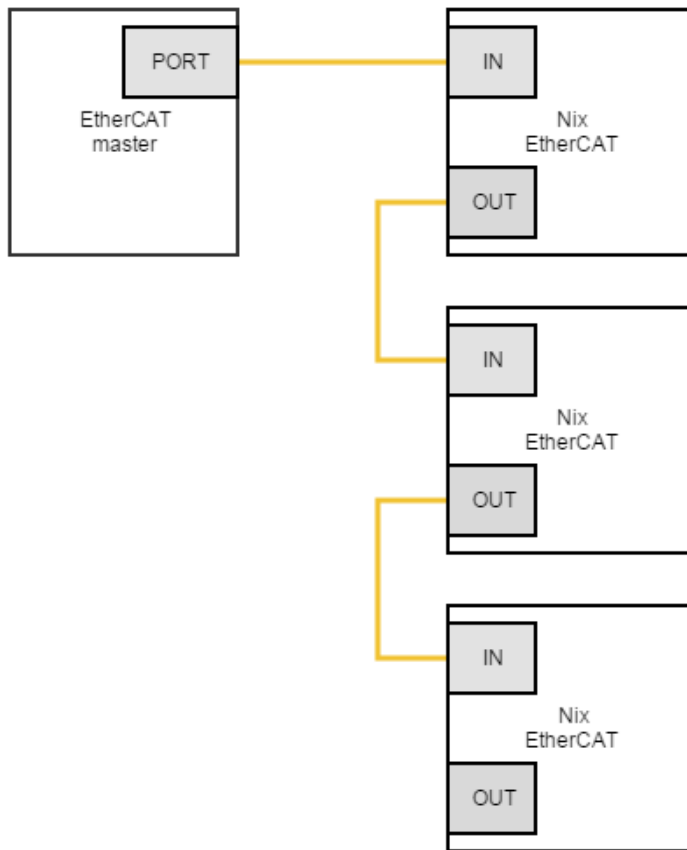 PORT
EtherCAT
master
IN
Nix
EtherCAT
OUT
IN
Nix
EtherCAT
OUT
IN
Nix
EtherCAT
OUT